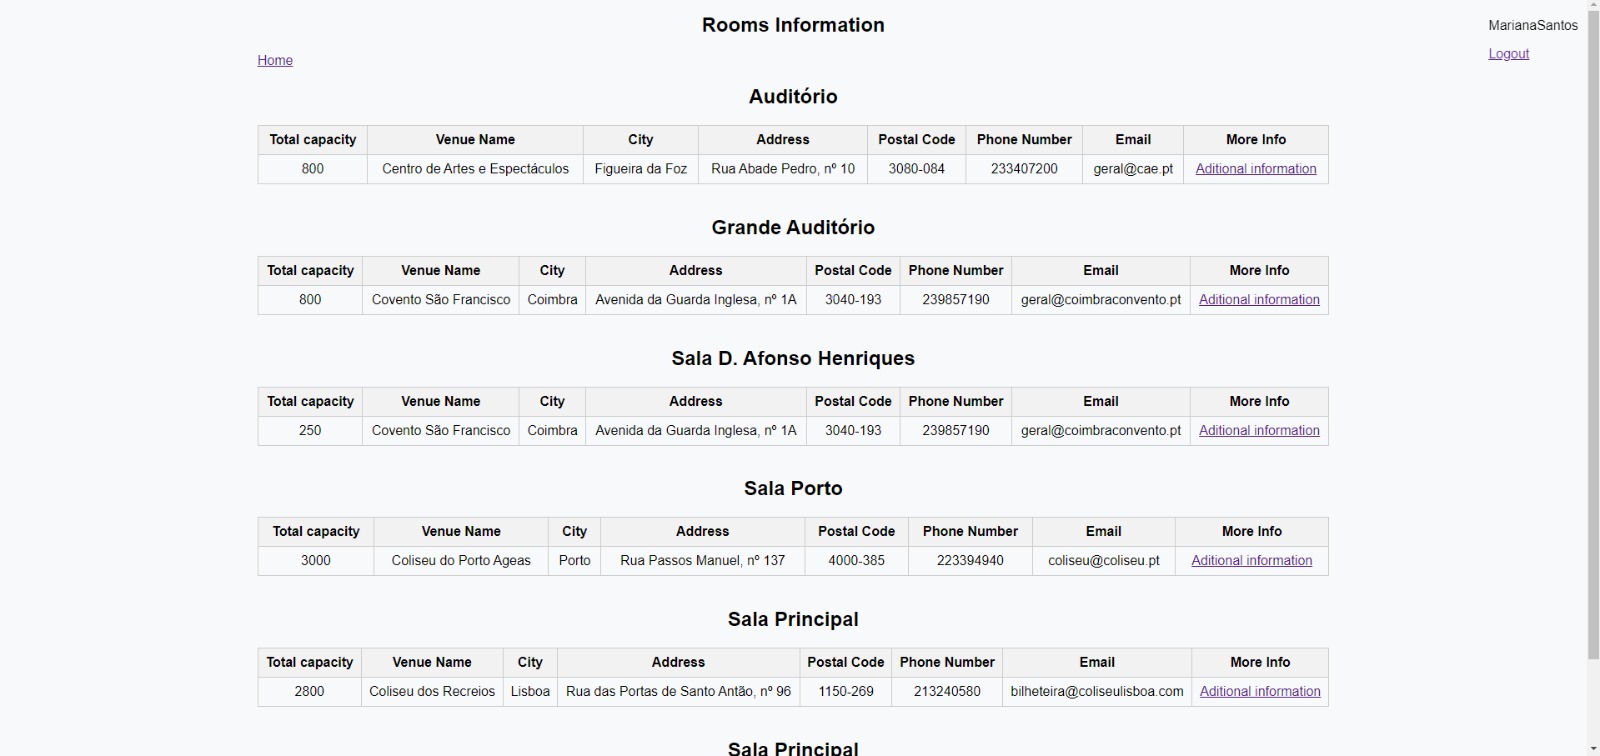 Rooms Information
MarianaSantos
Home
Logout
Auditório
Total capacity Venue Name City Address Postal Code Phone Number Email More Info
800 Centro de Artes e Espectáculos Figueira da Foz Rua Abade Pedro, nº 10 3080-084 233407200 geral@cae.pt Aditional information
Grande Auditório
Total capacity Venue Name City Address Postal Code Phone Number Email More Info
800 Covento São Francisco Coimbra Avenida da Guarda Inglesa, nº 1A 3040-193 239857190 geral@coimbraconvento.pt Aditional information
Sala D. Afonso Henriques
Total capacity Venue Name City Address Postal Code Phone Number Email More Info
250 Covento São Francisco Coimbra Avenida da Guarda Inglesa, nº 1A 3040-193 239857190 geral@coimbraconvento.pt Aditional information
Sala Porto
Total capacity Venue Name City Address Postal Code Phone Number Email More Info
3000 Coliseu do Porto Ageas Porto Rua Passos Manuel, nº 137 4000-385 223394940 coliseu@coliseu.pt Aditional information
Sala Principal
Total capacity Venue Name City Address Postal Code Phone Number Email More Info
2800 Coliseu dos Recreios Lisboa Rua das Portas de Santo Antão, nº 96 1150-269 213240580 bilheteira@coliseulisboa.com Aditional information
Sala Principal